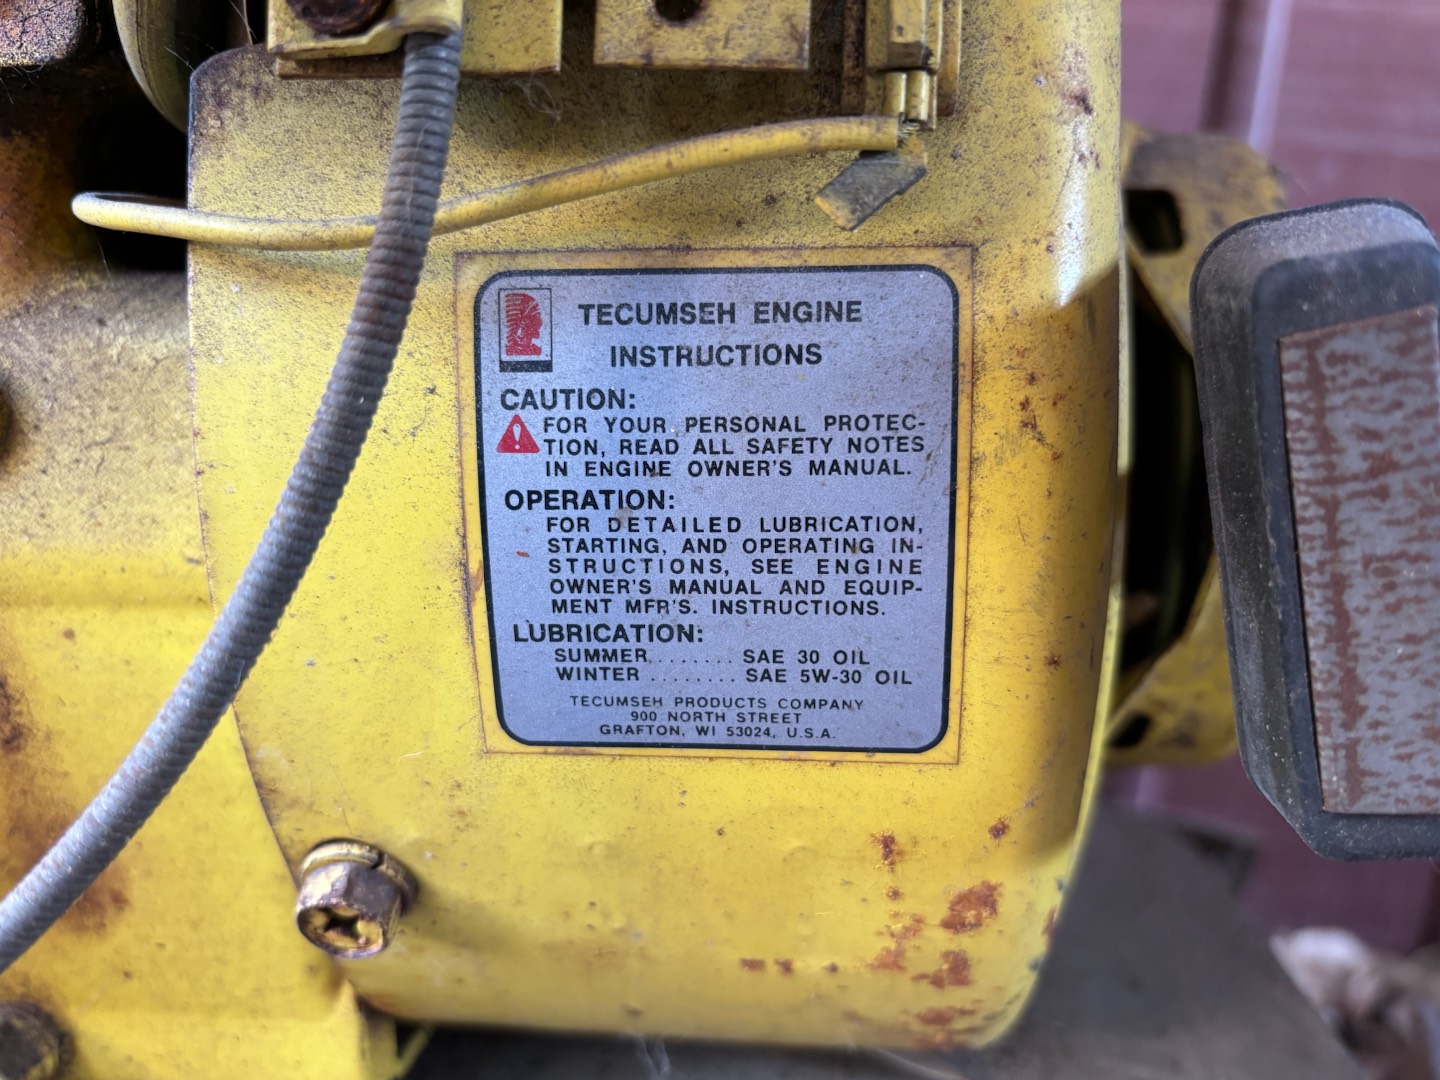 TECUMSEH ENGINE
INSTRUCTIONS
CAUTION:
FOR YOUR PERSONAL PROTEC-
TION, READ ALL SAFETY NOTES
IN ENGINE OWNER'S MANUAL.
OPERATION:
FOR DETAILED LUBRICATION,
STARTING, AND OPERATING IN-
STRUCTIONS, SEE ENGINE
OWNER'S MANUAL AND EQUIP-
MENT MFR'S. INSTRUCTIONS.
LUBRICATION:
SUMMER........ SAE 30 OIL
WINTER ........ SAE 5W-30 OIL
TECUMSEH PRODUCTS COMPANY
900 NORTH STREET
GRAFTON, WI 53024, U.S.A.